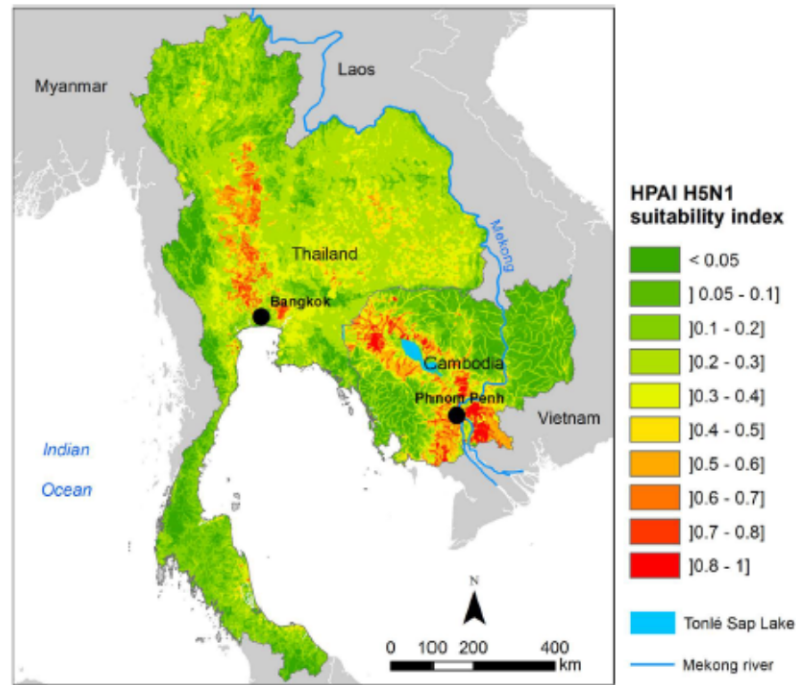 Myanmar
Laos
Thailand
Mekong
Bangkok
Cambodia
Phnom Penh
Vietnam
Indian
Ocean
N
0 100 200 400
km
HPAI H5N1
suitability index
< 0.05
] 0.05 - 0.1]
]0.1 - 0.2]
]0.2 - 0.3]
]0.3 - 0.4]
]0.4 - 0.5]
]0.5 - 0.6]
]0.6 - 0.7]
]0.7 - 0.8]
]0.8 - 1]
Tonlé Sap Lake
Mekong river